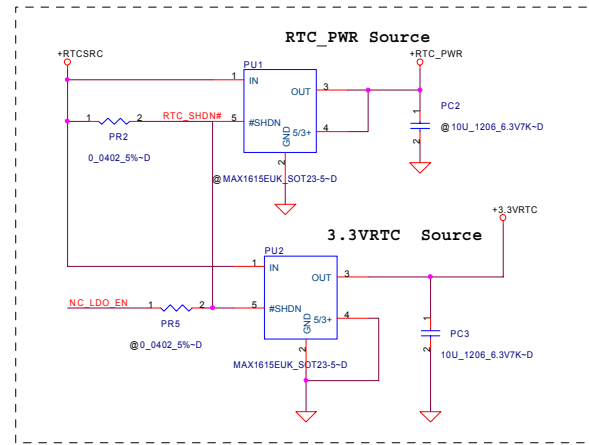 RTC_PWR Source
+RTCSRC
+RTC_PWR
PU1
1
IN
OUT
3
PC2
1
@10U_1206_6.3V7K~D
2
1
2
RTC_SHDN#
5
#SHDN
5/3+
4
PR2
GND
0_0402_5%~D
2
@MAX1615EUK_SOT23-5~D
3.3VRTC Source
+3.3VRTC
PU2
1
IN
OUT
3
NC_LDO_EN
1
2
5
#SHDN
5/3+
4
PR5
GND
@0_0402_5%~D
2
1
PC3
2
10U_1206_6.3V7K~D
MAX1615EUK_SOT23-5~D